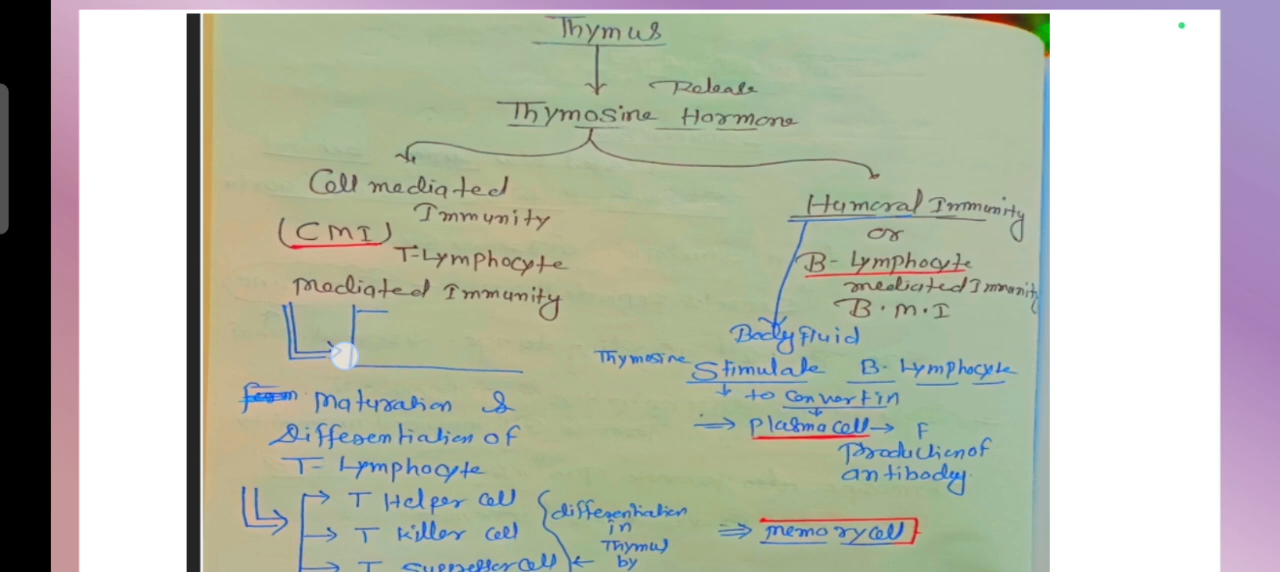 Thymus
Release
Thymosine Hormone
Cell mediated
Immunity
(CMI)
T-Lymphocyte
mediated Immunity
Humoral Immunity
or
B-Lymphocyte
mediated Immunity
B.M.I
Body fluid
Thymosine Stimulate B-Lymphocyte
to convert in
⇒ Plasma cell → F
Production of
antibody
maturation &
Differentiation of
T-Lymphocyte
→ T Helper cell
→ T Killer cell
→ T suppressor cell
differentiation
in
Thymus
by
⇒ memory cell